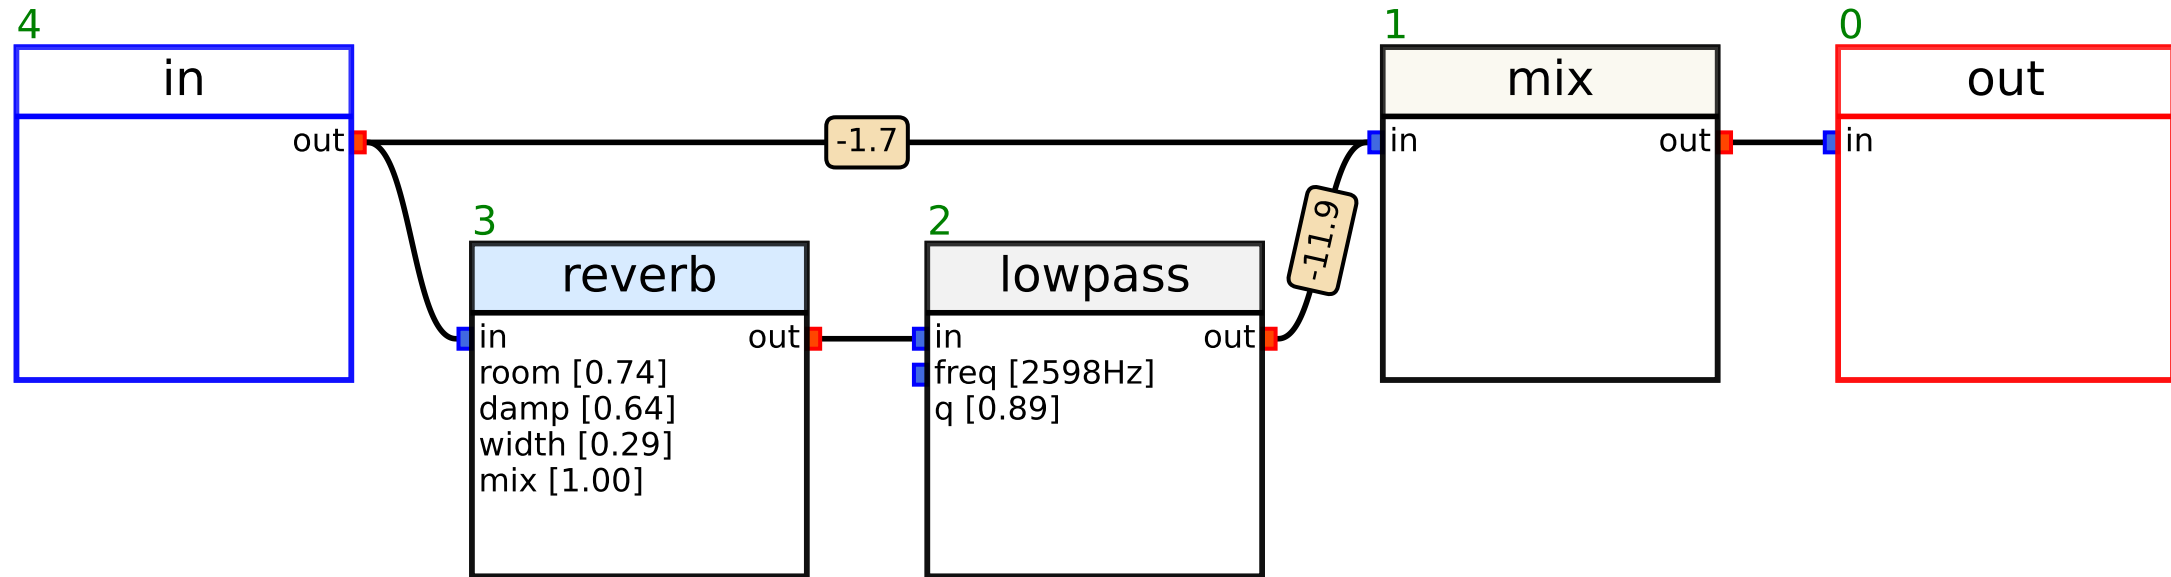 4
in
out
-1.7
3
reverb
in
out
room [0.74]
damp [0.64]
width [0.29]
mix [1.00]
2
lowpass
in
out
freq [2598Hz]
q [0.89]
-11.9
1
mix
in
out
0
out
in